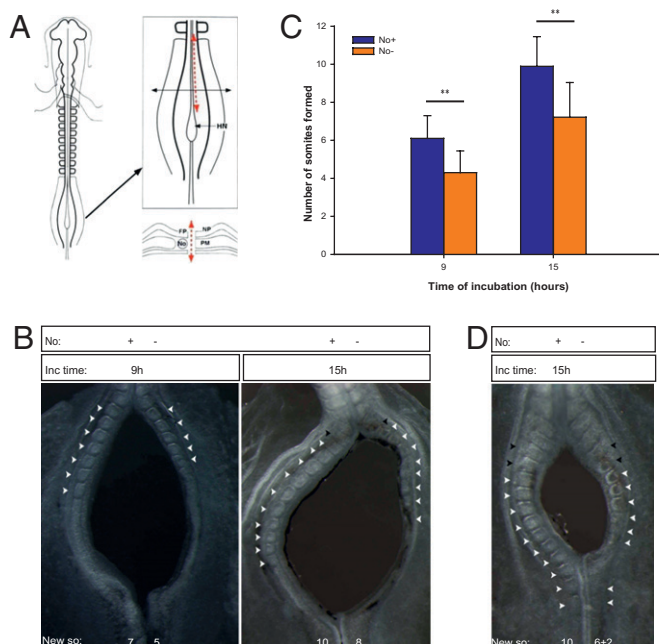 A
HN
FP
NP
No
PM
C
No+
No-
**
**
12
10
8
6
4
2
0
Number of somites formed
9
15
Time of incubation (hours)
B
No: + - + -
Inc time: 9h 15h
New so: 7 5 10 8
D
No: + -
Inc time: 15h
New so: 10 6+2